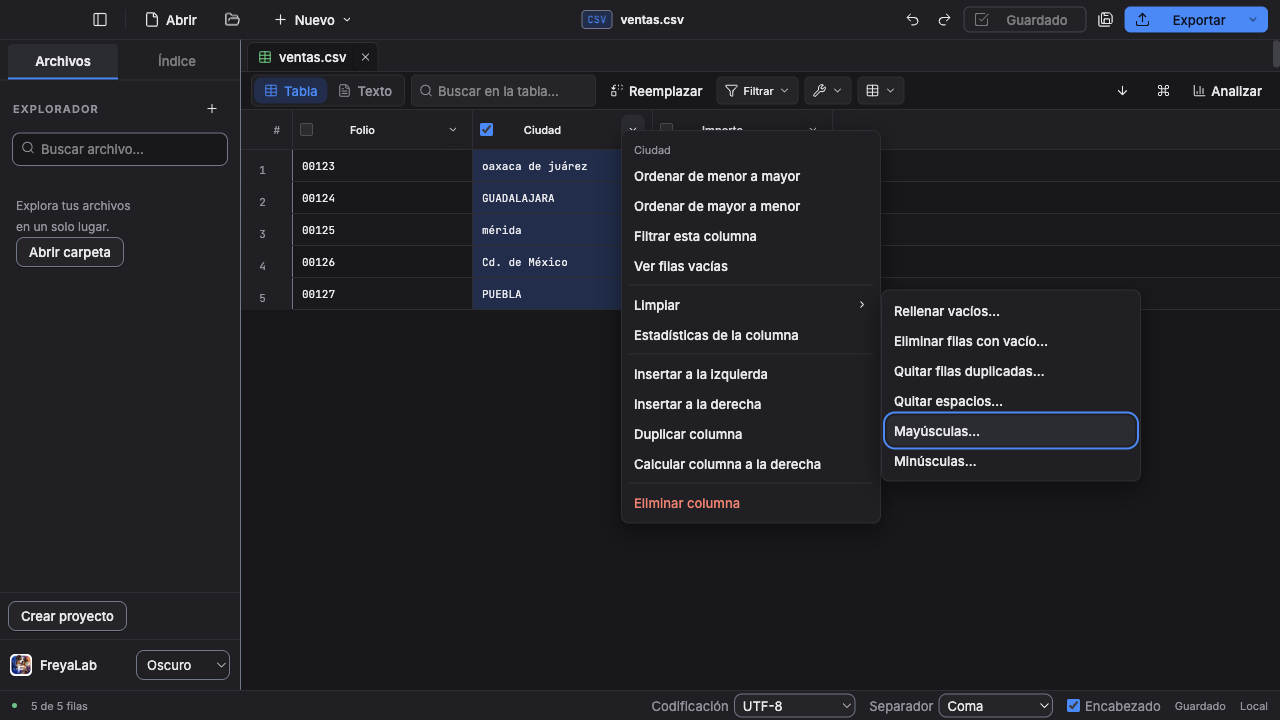 Abrir
Nuevo
CSV ventas.csv
Guardado
Exportar
Archivos
Índice
ventas.csv
EXPLORADOR
Tabla
Texto
Buscar en la tabla...
Reemplazar
Filtrar
Analizar
Buscar archivo...
Explora tus archivos
en un solo lugar.
Abrir carpeta
# Folio Ciudad Importe
1 00123 oaxaca de juárez
2 00124 GUADALAJARA
3 00125 mérida
4 00126 Cd. de México
5 00127 PUEBLA
Ciudad
Ordenar de menor a mayor
Ordenar de mayor a menor
Filtrar esta columna
Ver filas vacías
Limpiar
Estadísticas de la columna
Insertar a la izquierda
Insertar a la derecha
Duplicar columna
Calcular columna a la derecha
Eliminar columna
Rellenar vacíos...
Eliminar filas con vacío...
Quitar filas duplicadas...
Quitar espacios...
Mayúsculas...
Minúsculas...
Crear proyecto
FreyaLab
Oscuro
5 de 5 filas
Codificación UTF-8 Separador Coma Encabezado Guardado Local